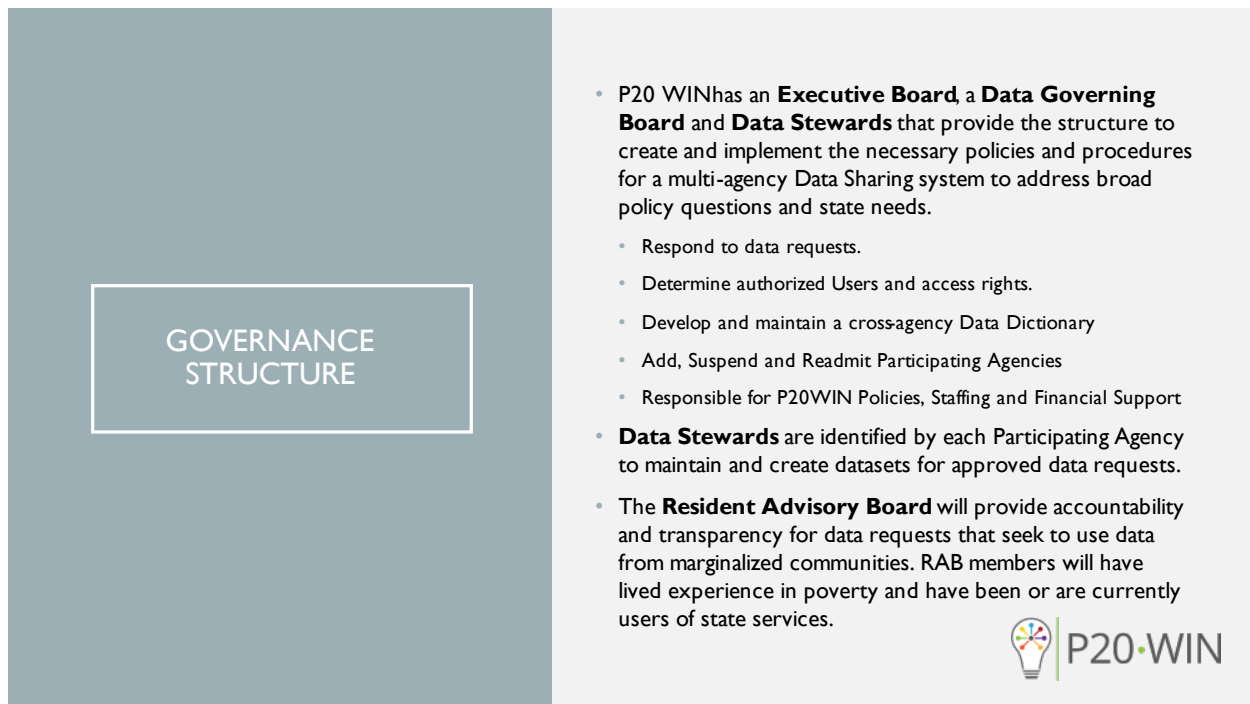 GOVERNANCE
STRUCTURE
• P20 WINhas an Executive Board, a Data Governing
Board and Data Stewards that provide the structure to
create and implement the necessary policies and procedures
for a multi-agency Data Sharing system to address broad
policy questions and state needs.
• Respond to data requests.
• Determine authorized Users and access rights.
• Develop and maintain a cross-agency Data Dictionary
• Add, Suspend and Readmit Participating Agencies
• Responsible for P20WIN Policies, Staffing and Financial Support
• Data Stewards are identified by each Participating Agency
to maintain and create datasets for approved data requests.
• The Resident Advisory Board will provide accountability
and transparency for data requests that seek to use data
from marginalized communities. RAB members will have
lived experience in poverty and have been or are currently
users of state services.
P20•WIN